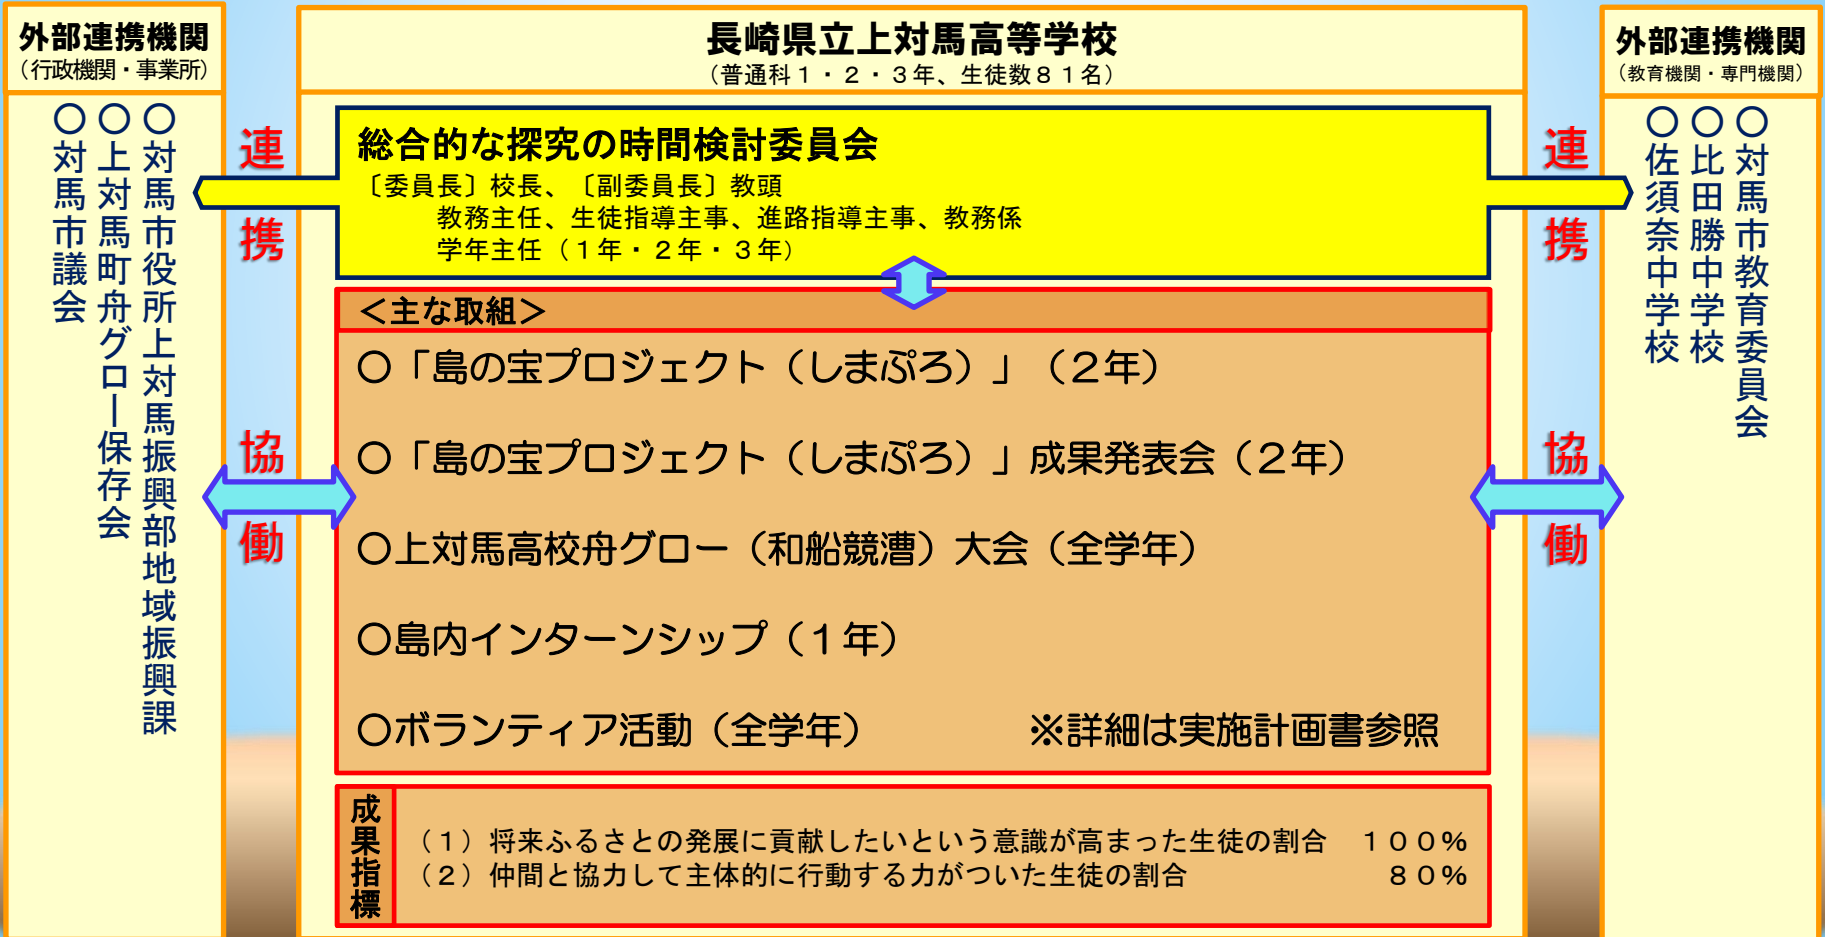 外部連携機関
（行政機関・事業所）
○対馬市役所上対馬振興部地域振興課
○上対馬町舟グロー保存会
○対馬市議会
連携
協働
長崎県立上対馬高等学校
（普通科１・２・３年、生徒数８１名）
総合的な探究の時間検討委員会
〔委員長〕校長、〔副委員長〕教頭
教務主任、生徒指導主事、進路指導主事、教務係
学年主任（１年・２年・３年）
＜主な取組＞
○「島の宝プロジェクト（しまぷろ）」（２年）
○「島の宝プロジェクト（しまぷろ）」成果発表会（２年）
○上対馬高校舟グロー（和船競漕）大会（全学年）
○島内インターンシップ（１年）
○ボランティア活動（全学年）　※詳細は実施計画書参照
成果指標
（１）将来ふるさとの発展に貢献したいという意識が高まった生徒の割合　１００％
（２）仲間と協力して主体的に行動する力がついた生徒の割合　８０％
連携
協働
外部連携機関
（教育機関・専門機関）
○対馬市教育委員会
○比田勝中学校
○佐須奈中学校